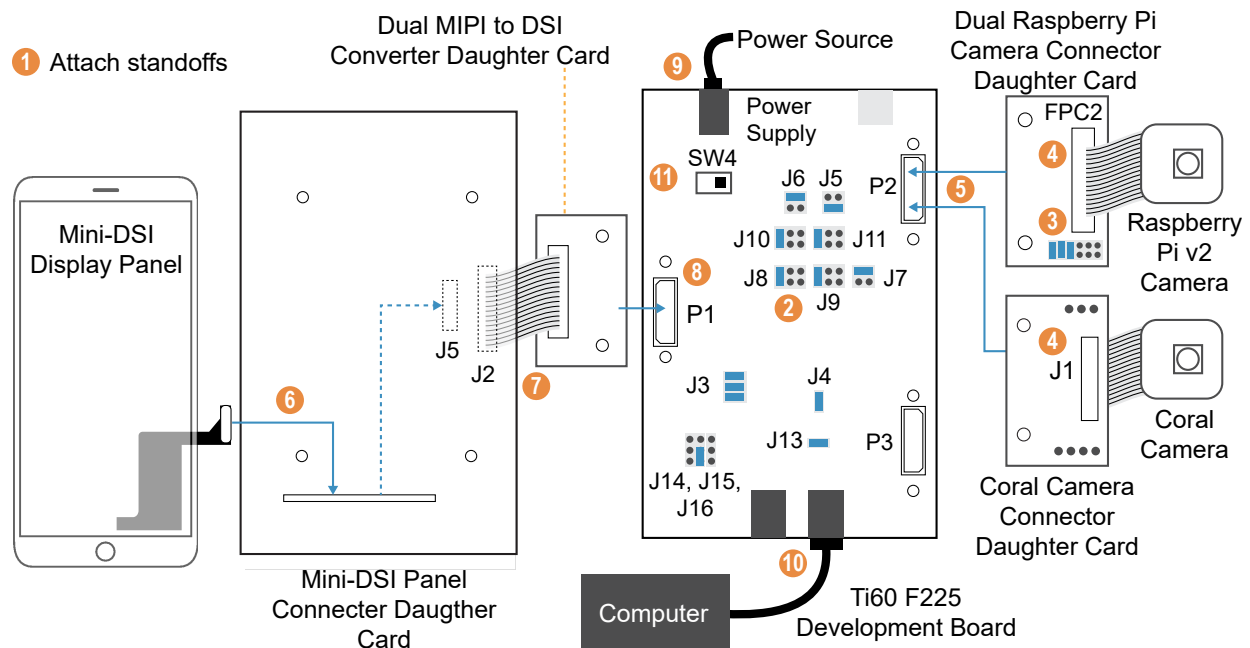 1 Attach standoffs
Dual MIPI to DSI
Converter Daughter Card
9
Power Source
Dual Raspberry Pi
Camera Connector
Daughter Card
Mini-DSI
Display Panel
Power
Supply
SW4
11
J6
J5
P2
J10
J11
J8
J9
J7
2
8
P1
5
FPC2
4
3
Raspberry
Pi v2
Camera
4
J1
Coral
Camera
Coral Camera
Connector
Daughter Card
J5
J2
7
6
J3
J4
J13
P3
J14, J15,
J16
10
Mini-DSI Panel
Connecter Daugther
Card
Computer
Ti60 F225
Development Board